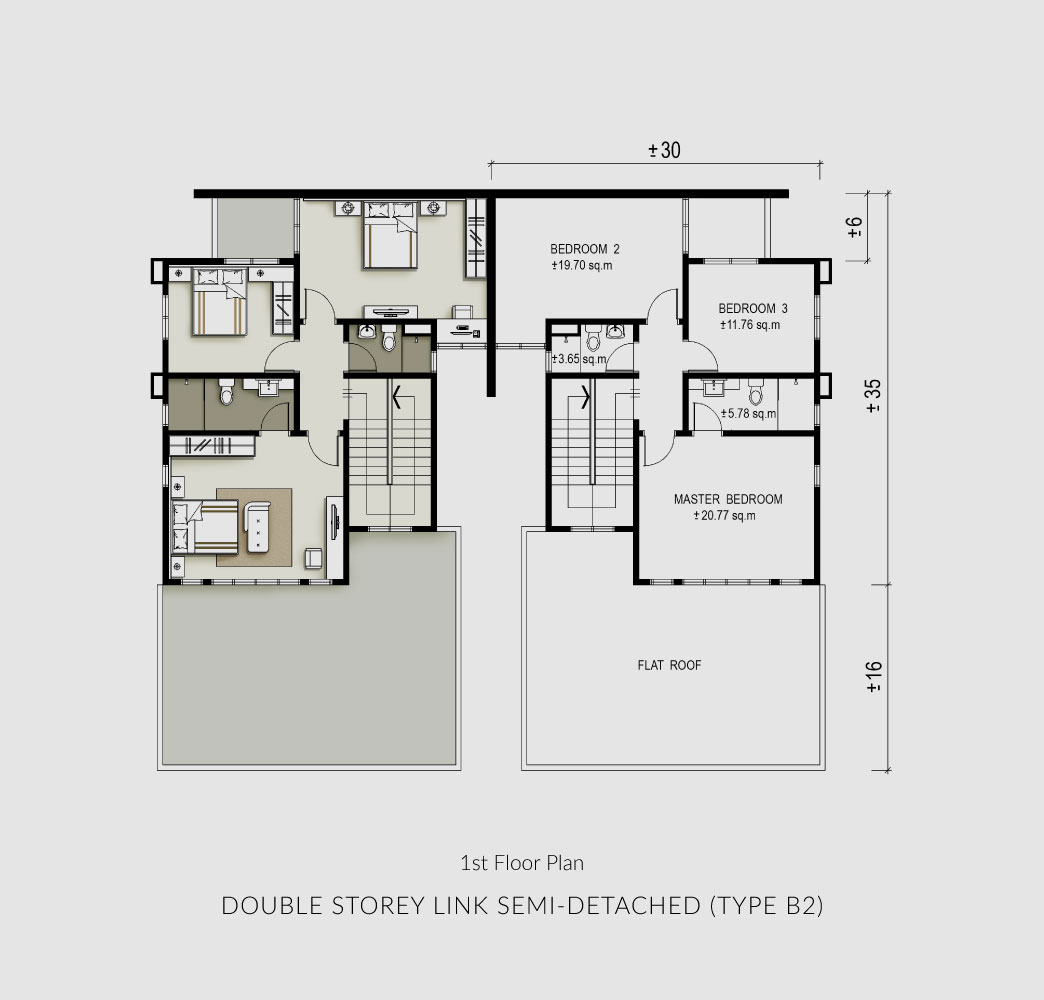 ±30
±6
BEDROOM 2
±19.70 sq.m
BEDROOM 3
±11.76 sq.m
±3.65 sq.m
±35
±5.78 sq.m
MASTER BEDROOM
±20.77 sq.m
FLAT ROOF
±16
1st Floor Plan
DOUBLE STOREY LINK SEMI-DETACHED (TYPE B2)